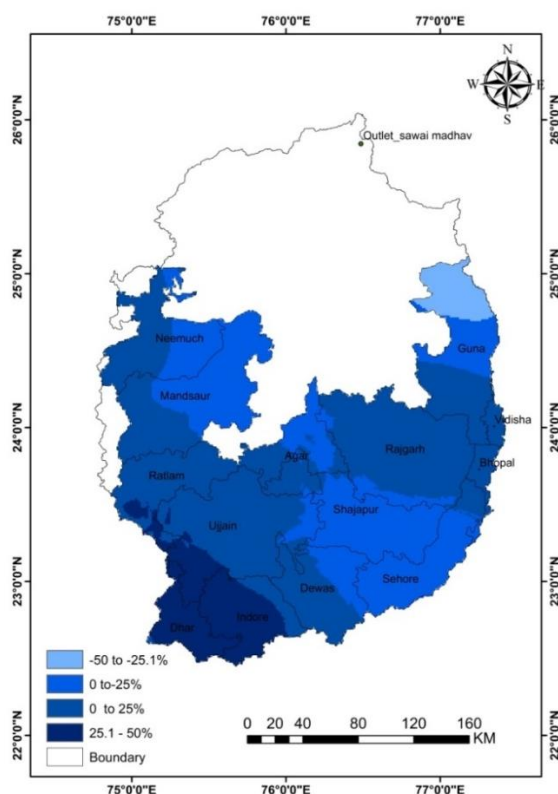 75°0'0"E 76°0'0"E 77°0'0"E
N
W E
S
26°0'0"N 26°0'0"N
Outlet_sawai madhav
25°0'0"N 25°0'0"N
Neemuch
Guna
Mandsaur
24°0'0"N 24°0'0"N
Vidisha
Rajgarh
Agar
Bhopal
Ratlam
Shajapur
Ujjain
23°0'0"N 23°0'0"N
Sehore
Dewas
Indore
Dhar
-50 to -25.1%
0 to-25%
0 to 25%
25.1 - 50%
Boundary
0 20 40 80 120 160
KM
22°0'0"N 22°0'0"N
75°0'0"E 76°0'0"E 77°0'0"E